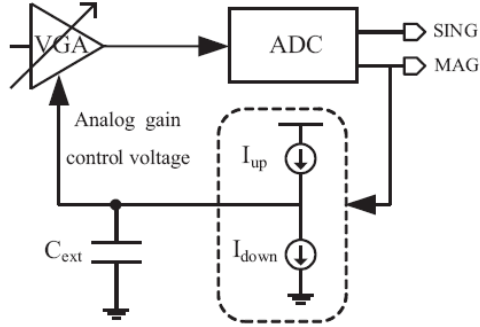 VGA
ADC
SING
MAG
Analog gain
control voltage
Iup
Cext
Idown